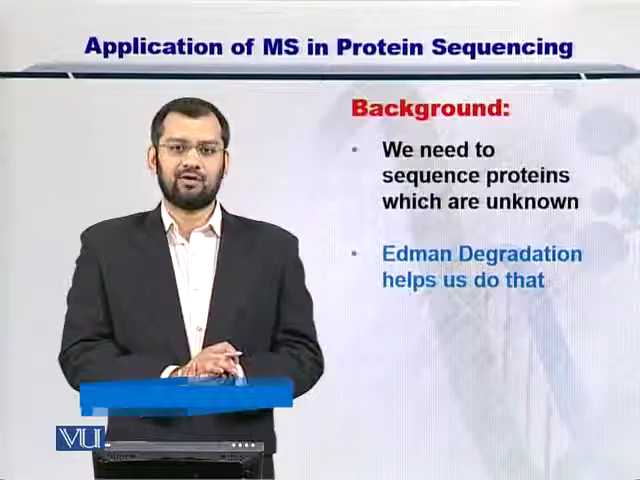 Application of MS in Protein Sequencing
Background:
• We need to
sequence proteins
which are unknown
• Edman Degradation
helps us do that
VU